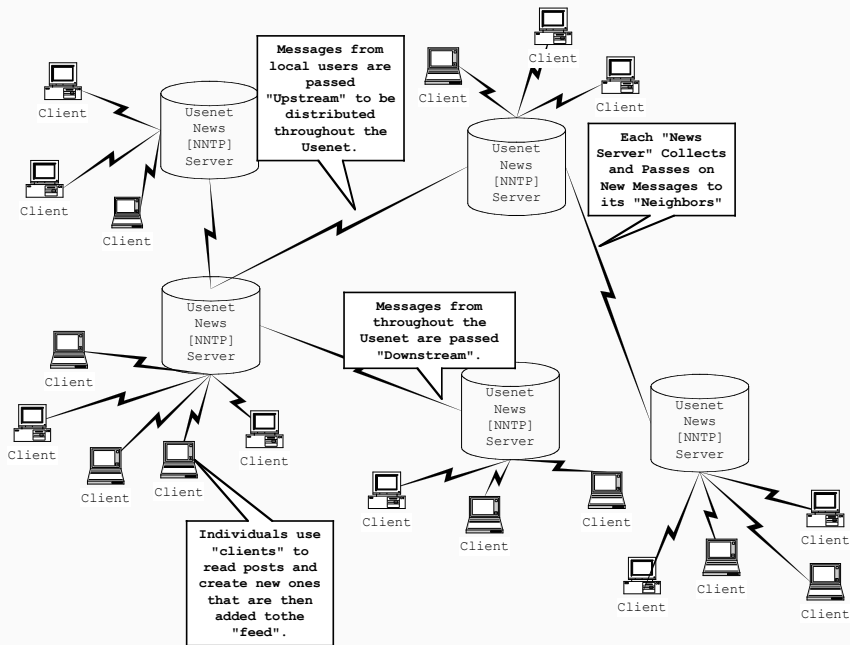 Client
Client
Client
Usenet
News
[NNTP]
Server
Messages from
local users are
passed
"Upstream" to be
distributed
throughout the
Usenet.
Client
Client
Client
Usenet
News
[NNTP]
Server
Each "News
Server" Collects
and Passes on
New Messages to
its "Neighbors"
Usenet
News
[NNTP]
Server
Messages from
throughout the
Usenet are passed
"Downstream".
Client
Client
Client
Client
Client
Usenet
News
[NNTP]
Server
Usenet
News
[NNTP]
Server
Client
Client
Client
Client
Client
Client
Client
Individuals use
"clients" to
read posts and
create new ones
that are then
added tothe
"feed".